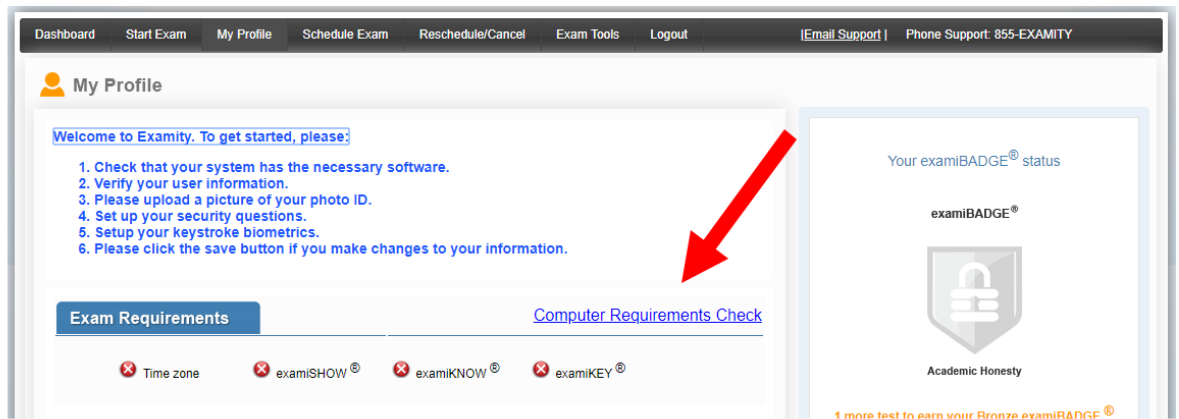 Dashboard Start Exam My Profile Schedule Exam Reschedule/Cancel Exam Tools Logout |Email Support| Phone Support: 855-EXAMITY
My Profile
Welcome to Examity. To get started, please:
1. Check that your system has the necessary software.
2. Verify your user information.
3. Please upload a picture of your photo ID.
4. Set up your security questions.
5. Setup your keystroke biometrics.
6. Please click the save button if you make changes to your information.
Exam Requirements Computer Requirements Check
Time zone examiSHOW ® examiKNOW ® examiKEY ®
Your examiBADGE® status
examiBADGE®
Academic Honesty
1 more test to earn your Bronze examiBADGE ®